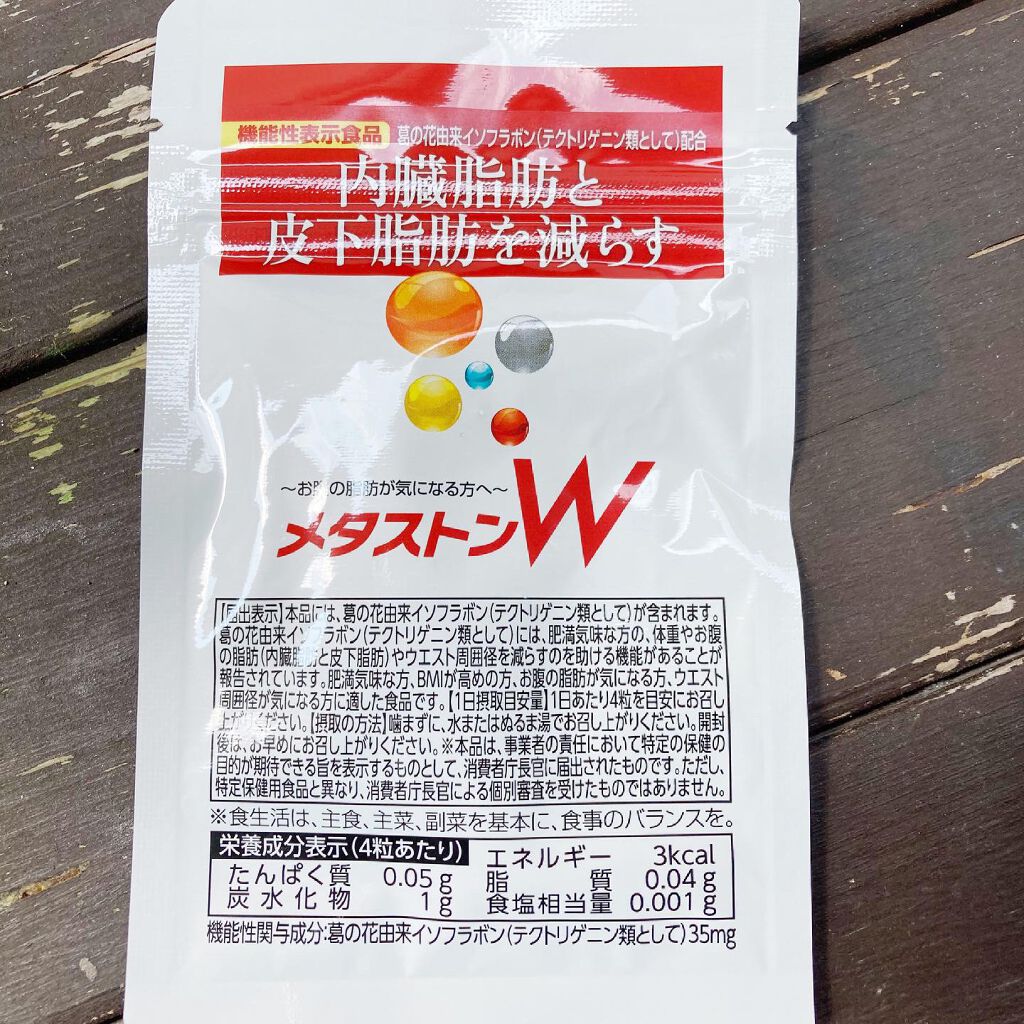 機能性表示食品 葛の花由来イソフラボン(テクトリゲニン類として)配合
内臓脂肪と
皮下脂肪を減らす
～お腹の脂肪が気になる方へ～
メタストンW
【届出表示】本品には、葛の花由来イソフラボン(テクトリゲニン類として)が含まれます。
葛の花由来イソフラボン(テクトリゲニン類として)には、肥満気味な方の、体重やお腹
の脂肪(内臓脂肪と皮下脂肪)やウエスト周囲径を減らすのを助ける機能があることが
報告されています。肥満気味な方、BMIが高めの方、お腹の脂肪が気になる方、ウエスト
周囲径が気になる方に適した食品です。【1日摂取目安量】1日あたり4粒を目安にお召し
上がりください。【摂取の方法】噛まずに、水またはぬるま湯でお召し上がりください。開封
後は、お早めにお召し上がりください。※本品は、事業者の責任において特定の保健の
目的が期待できる旨を表示するものとして、消費者庁長官に届出されたものです。ただし、
特定保健用食品と異なり、消費者庁長官による個別審査を受けたものではありません。
※食生活は、主食、主菜、副菜を基本に、食事のバランスを。
栄養成分表示(4粒あたり) エネルギー 3kcal
たんぱく質 0.05g 脂質 0.04g
炭水化物 1g 食塩相当量 0.001g
機能性関与成分:葛の花由来イソフラボン(テクトリゲニン類として)35mg